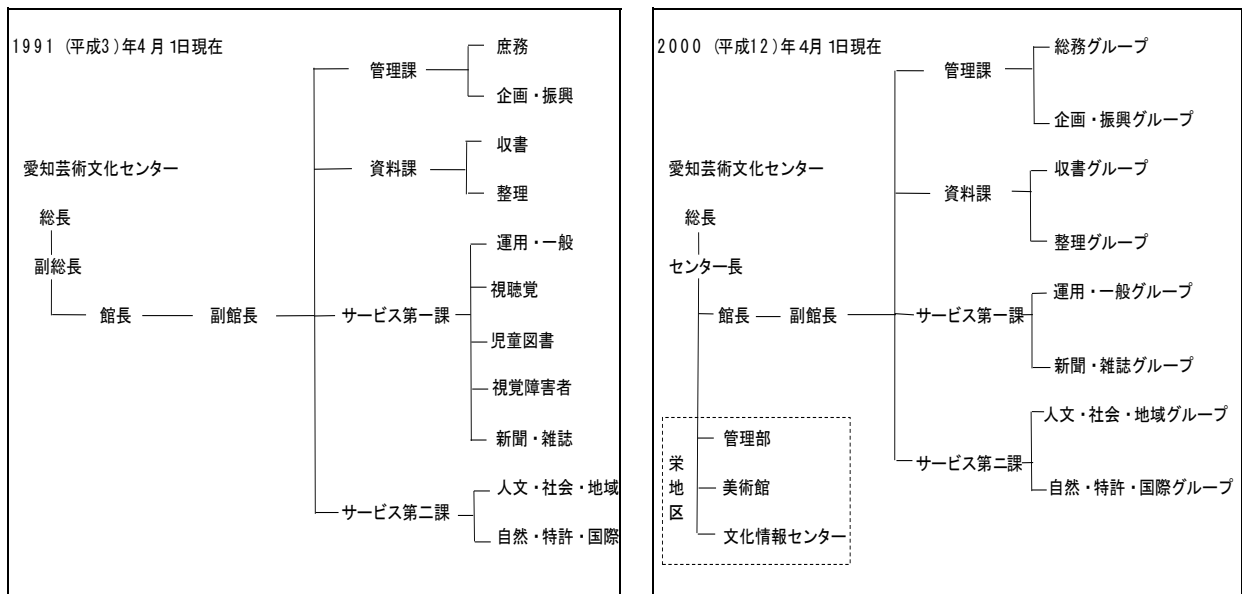 1991(平成3)年4月1日現在
庶務
管理課
企画・振興
収書
愛知芸術文化センター
資料課
整理
総長
運用・一般
副総長
視聴覚
館長
副館長
サービス第一課
児童図書
視覚障害者
新聞・雑誌
人文・社会・地域
サービス第二課
自然・特許・国際
2000(平成12)年4月1日現在
総務グループ
管理課
企画・振興グループ
愛知芸術文化センター
収書グループ
資料課
総長
整理グループ
センター長
運用・一般グループ
館長
副館長
サービス第一課
新聞・雑誌グループ
人文・社会・地域グループ
管理部
サービス第二課
栄地区
美術館
自然・特許・国際グループ
文化情報センター